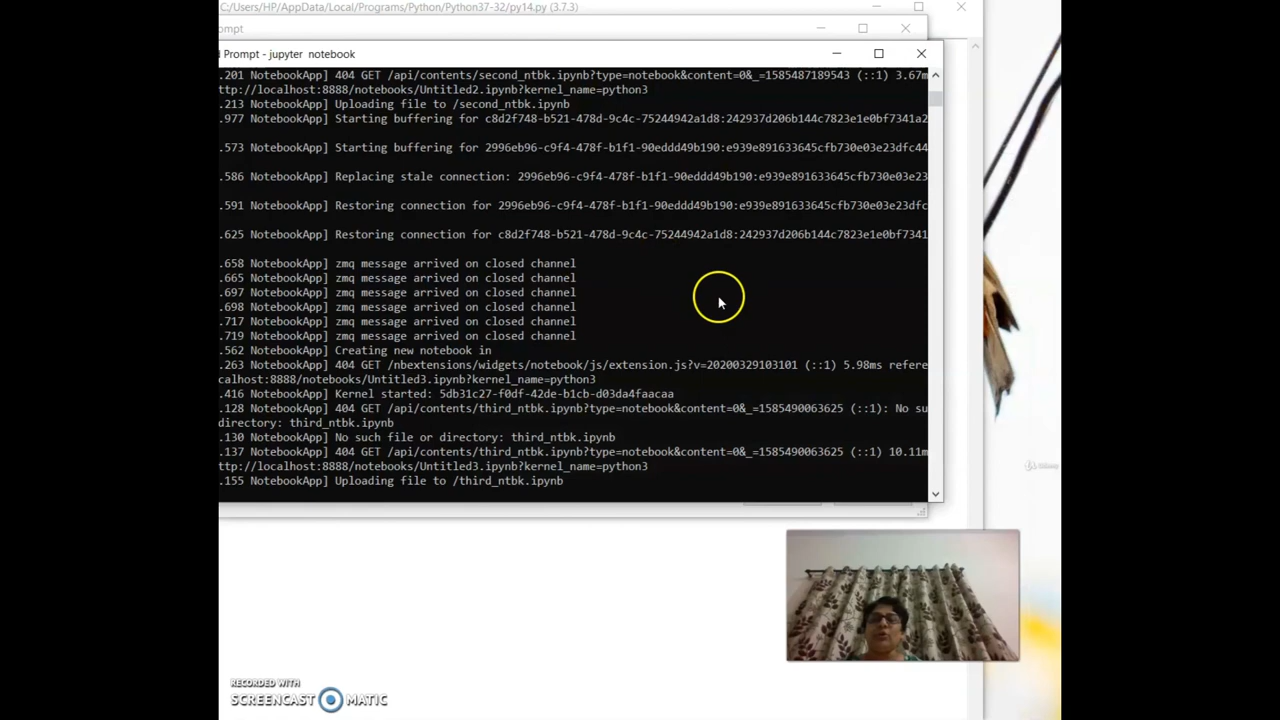 C:/Users/HP/AppData/Local/Programs/Python/Python37-32/py14.py (3.7.3)
ompt
d Prompt - jupyter notebook
.201 NotebookApp] 404 GET /api/contents/second_ntbk.ipynb?type=notebook&content=0&_=1585487189543 (::1) 3.67m
ttp://localhost:8888/notebooks/Untitled2.ipynb?kernel_name=python3
.213 NotebookApp] Uploading file to /second_ntbk.ipynb
.977 NotebookApp] Starting buffering for c8d2f748-b521-478d-9c4c-75244942a1d8:242937d206b144c7823e1e0bf7341a2
.573 NotebookApp] Starting buffering for 2996eb96-c9f4-478f-b1f1-90eddd49b190:e939e891633645cfb730e03e23dfc44
.586 NotebookApp] Replacing stale connection: 2996eb96-c9f4-478f-b1f1-90eddd49b190:e939e891633645cfb730e03e23
.591 NotebookApp] Restoring connection for 2996eb96-c9f4-478f-b1f1-90eddd49b190:e939e891633645cfb730e03e23dfc
.625 NotebookApp] Restoring connection for c8d2f748-b521-478d-9c4c-75244942a1d8:242937d206b144c7823e1e0bf7341
.658 NotebookApp] zmq message arrived on closed channel
.665 NotebookApp] zmq message arrived on closed channel
.697 NotebookApp] zmq message arrived on closed channel
.698 NotebookApp] zmq message arrived on closed channel
.717 NotebookApp] zmq message arrived on closed channel
.719 NotebookApp] zmq message arrived on closed channel
.562 NotebookApp] Creating new notebook in
.263 NotebookApp] 404 GET /nbextensions/widgets/notebook/js/extension.js?v=20200329103101 (::1) 5.98ms refere
calhost:8888/notebooks/Untitled3.ipynb?kernel_name=python3
.416 NotebookApp] Kernel started: 5db31c27-f0df-42de-b1cb-d03da4faacaa
.128 NotebookApp] 404 GET /api/contents/third_ntbk.ipynb?type=notebook&content=0&_=1585490063625 (::1): No su
directory: third_ntbk.ipynb
.130 NotebookApp] No such file or directory: third_ntbk.ipynb
.137 NotebookApp] 404 GET /api/contents/third_ntbk.ipynb?type=notebook&content=0&_=1585490063625 (::1) 10.11m
ttp://localhost:8888/notebooks/Untitled3.ipynb?kernel_name=python3
.155 NotebookApp] Uploading file to /third_ntbk.ipynb
RECORDED WITH
SCREENCAST MATIC